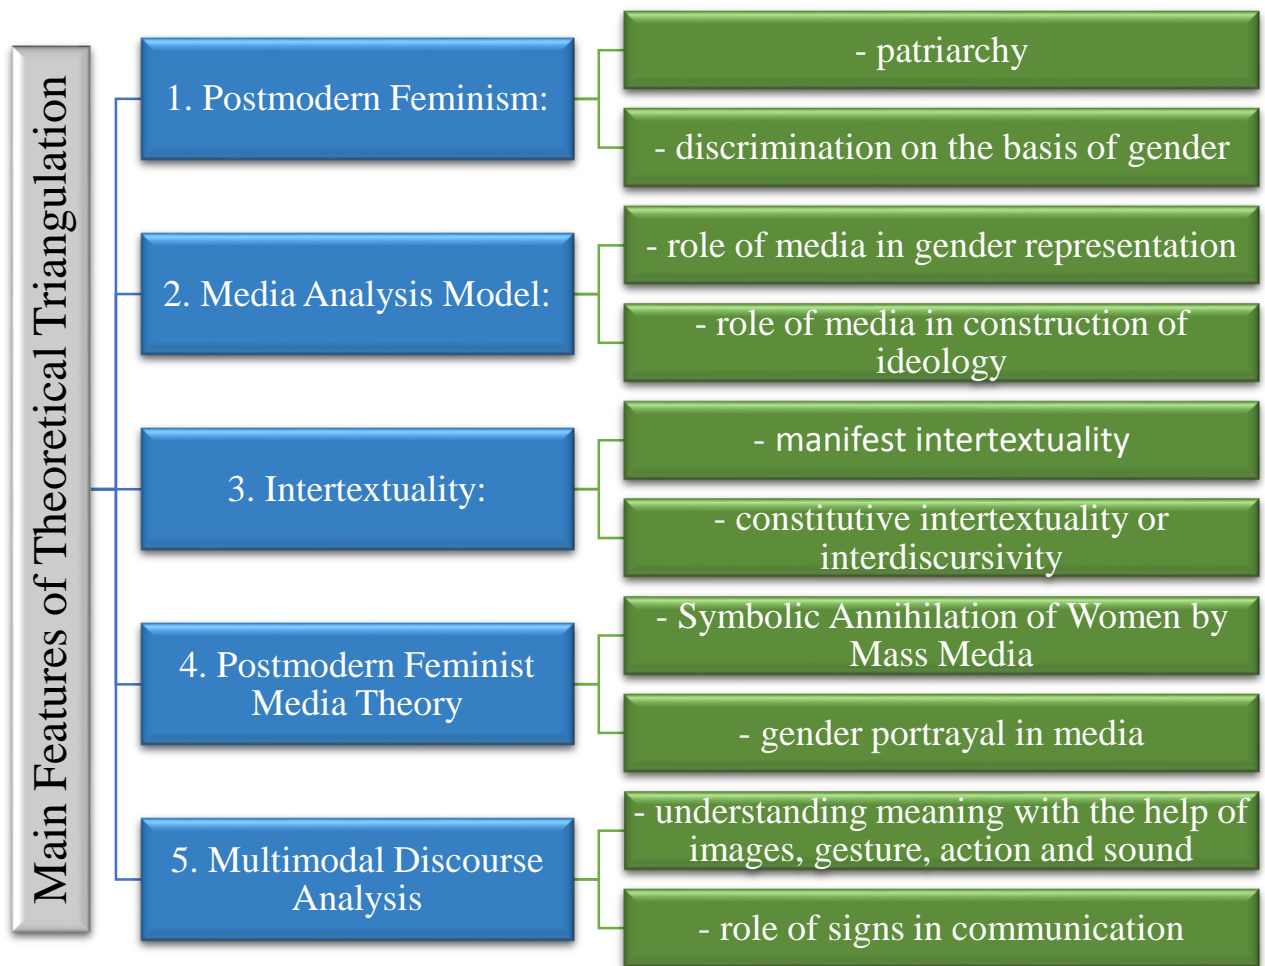 Main Features of Theoretical Triangulation
1. Postmodern Feminism:
- patriarchy
- discrimination on the basis of gender
2. Media Analysis Model:
- role of media in gender representation
- role of media in construction of
ideology
3. Intertextuality:
- manifest intertextuality
- constitutive intertextuality or
interdiscursivity
4. Postmodern Feminist
Media Theory
- Symbolic Annihilation of Women by
Mass Media
- gender portrayal in media
5. Multimodal Discourse
Analysis
- understanding meaning with the help of
images, gesture, action and sound
- role of signs in communication